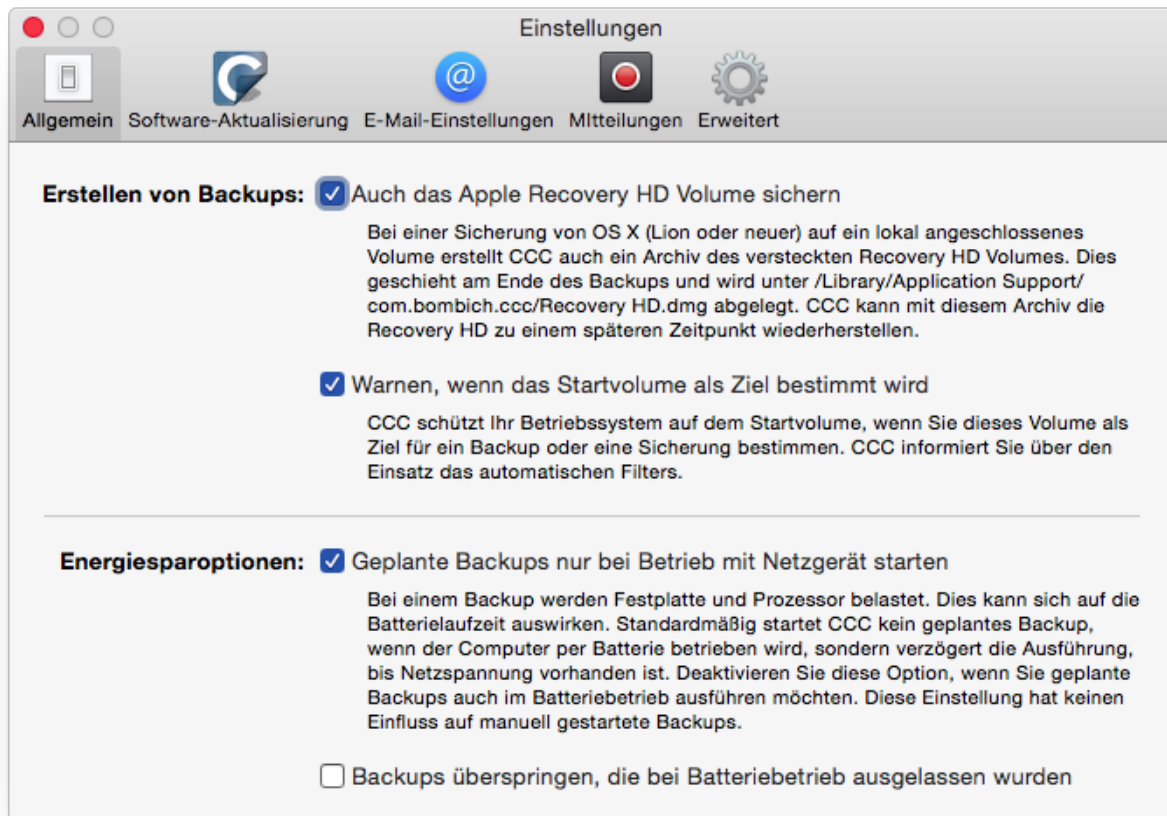 Einstellungen
Allgemein Software-Aktualisierung E-Mail-Einstellungen MItteilungen Erweitert
Erstellen von Backups: Auch das Apple Recovery HD Volume sichern
Bei einer Sicherung von OS X (Lion oder neuer) auf ein lokal angeschlossenes
Volume erstellt CCC auch ein Archiv des versteckten Recovery HD Volumes. Dies
geschieht am Ende des Backups und wird unter /Library/Application Support/
com.bombich.ccc/Recovery HD.dmg abgelegt. CCC kann mit diesem Archiv die
Recovery HD zu einem späteren Zeitpunkt wiederherstellen.
Warnen, wenn das Startvolume als Ziel bestimmt wird
CCC schützt Ihr Betriebssystem auf dem Startvolume, wenn Sie dieses Volume als
Ziel für ein Backup oder eine Sicherung bestimmen. CCC informiert Sie über den
Einsatz das automatischen Filters.
Energiesparoptionen: Geplante Backups nur bei Betrieb mit Netzgerät starten
Bei einem Backup werden Festplatte und Prozessor belastet. Dies kann sich auf die
Batterielaufzeit auswirken. Standardmäßig startet CCC kein geplantes Backup,
wenn der Computer per Batterie betrieben wird, sondern verzögert die Ausführung,
bis Netzspannung vorhanden ist. Deaktivieren Sie diese Option, wenn Sie geplante
Backups auch im Batteriebetrieb ausführen möchten. Diese Einstellung hat keinen
Einfluss auf manuell gestartete Backups.
Backups überspringen, die bei Batteriebetrieb ausgelassen wurden